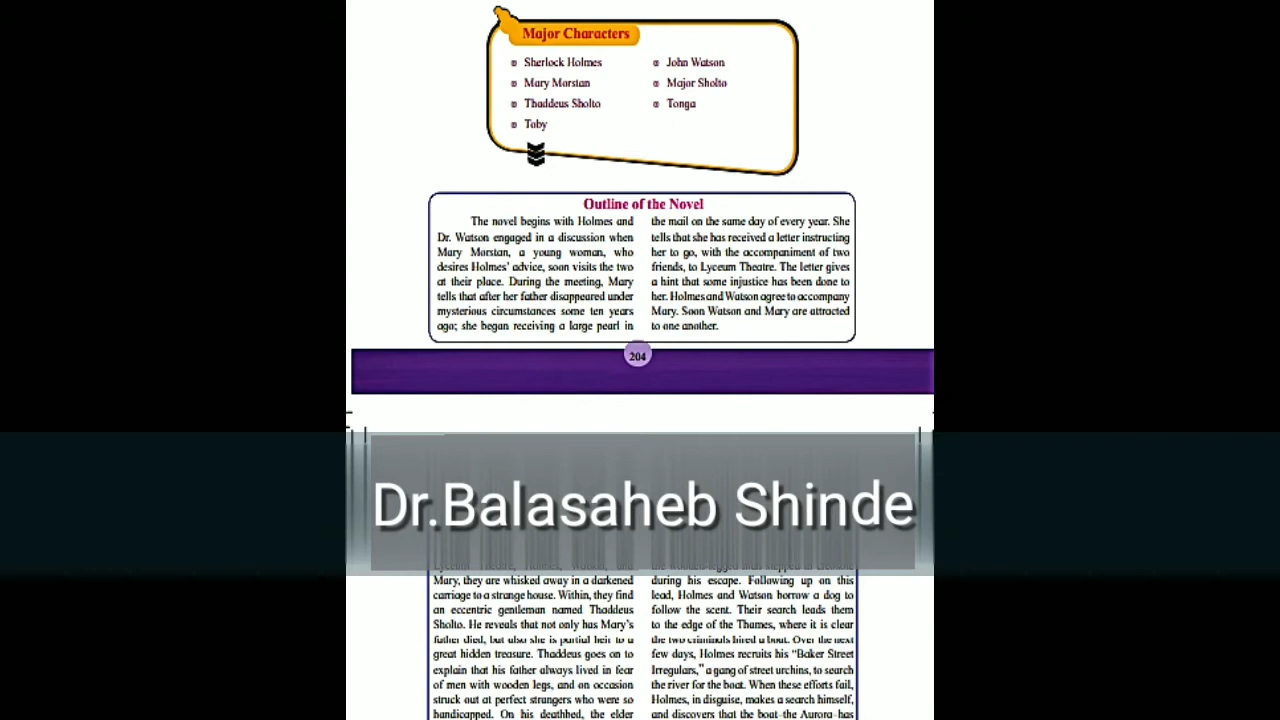 Major Characters
Sherlock Holmes
John Watson
Mary Morstan
Major Sholto
Thaddeus Sholto
Tonga
Toby
Outline of the Novel
The novel begins with Holmes and
Dr. Watson engaged in a discussion when
Mary Morstan, a young woman, who
desires Holmes' advice, soon visits the two
at their place. During the meeting, Mary
tells that after her father disappeared under
mysterious circumstances some ten years
ago; she began receiving a large pearl in
the mail on the same day of every year. She
tells that she has received a letter instructing
her to go, with the accompaniment of two
friends, to Lyceum Theatre. The letter gives
a hint that some injustice has been done to
her. Holmes and Watson agree to accompany
Mary. Soon Watson and Mary are attracted
to one another.
204
Dr.Balasaheb Shinde
Mary, they are whisked away in a darkened
carriage to a strange house. Within, they find
an eccentric gentleman named Thaddeus
Sholto. He reveals that not only has Mary's
father died, but also she is partial heir to a
great hidden treasure. Thaddeus goes on to
explain that his father always lived in fear
of men with wooden legs, and on occasion
struck out at perfect strangers who were so
handicapped. On his deathbed, the elder
during his escape. Following up on this
lead, Holmes and Watson borrow a dog to
follow the scent. Their search leads them
to the edge of the Thames, where it is clear
the two criminals hired a boat. Over the next
few days, Holmes recruits his "Baker Street
Irregulars," a gang of street urchins, to search
the river for the boat. When these efforts fail,
Holmes, in disguise, makes a search himself,
and discovers that the boat-the Aurora-has